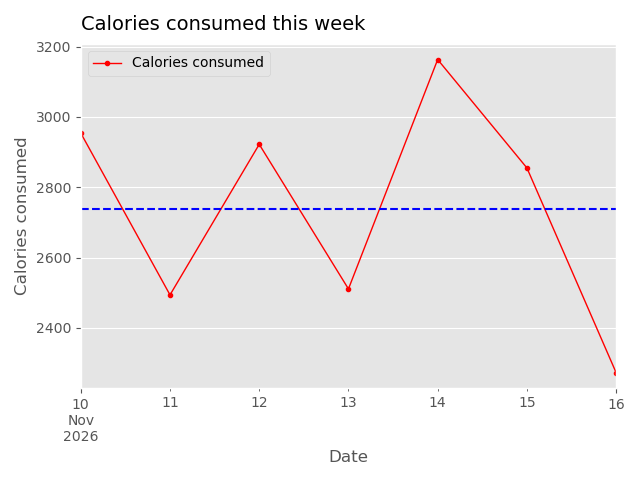 Calories consumed this week
Calories consumed
3200
3000
2800
2600
2400
Calories consumed
10
Nov
2026
11
12
13
14
15
16
Date